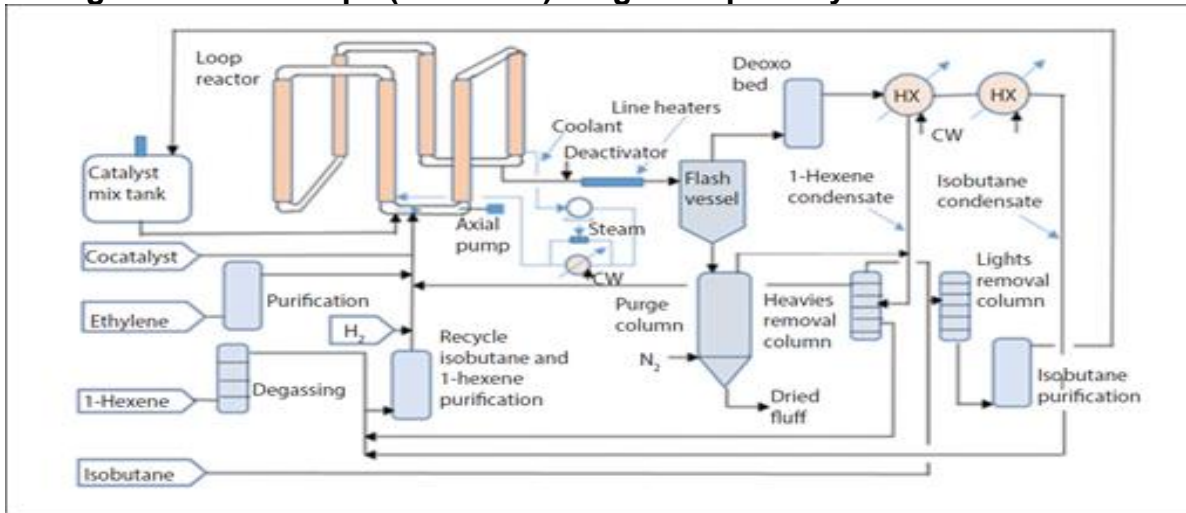 Loop
reactor
Deoxo
bed
HX
HX
CW
Line heaters
Coolant
Deactivator
Catalyst
mix tank
Flash
vessel
1-Hexene
condensate
Isobutane
condensate
Axial
pump
Steam
CW
Cocatalyst
Purification
Ethylene
H2
Purge
column
Heavies
removal
column
Lights
removal
column
N2
Recycle
isobutane and
1-hexene
purification
Degassing
1-Hexene
Dried
fluff
Isobutane
purification
Isobutane